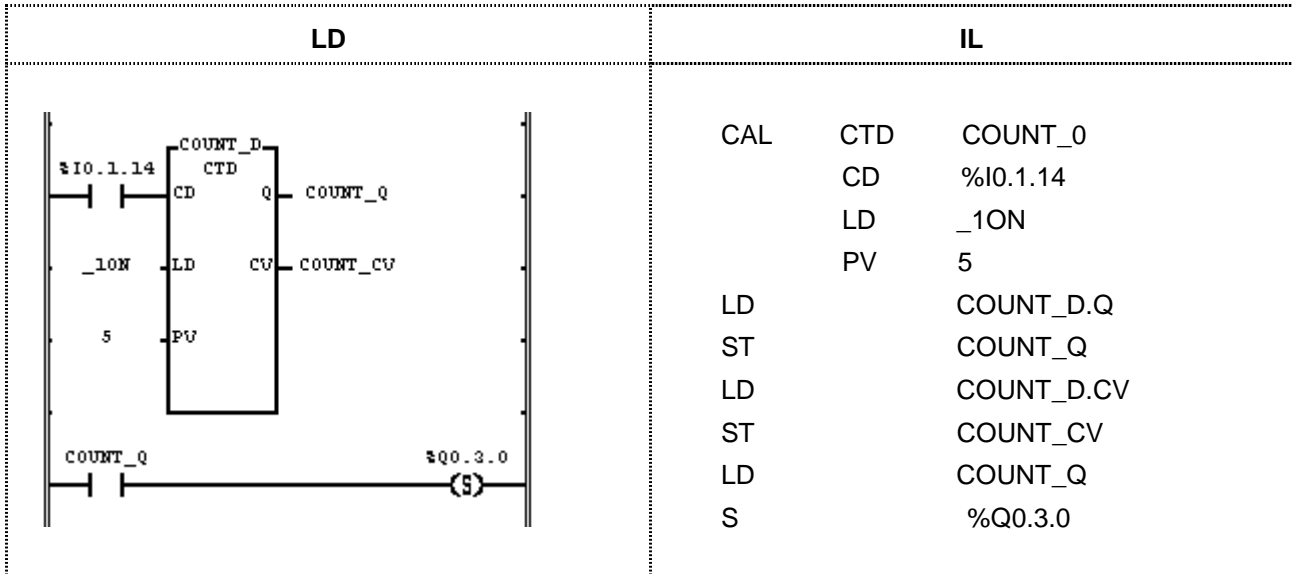 LD
IL
COUNT_D
%I0.1.14 CTD
CD Q COUNT_Q
_1ON LD CV COUNT_CV
5 PV
COUNT_Q %Q0.3.0
(S)
CAL CTD COUNT_0
CD %I0.1.14
LD _1ON
PV 5
LD COUNT_D.Q
ST COUNT_Q
LD COUNT_D.CV
ST COUNT_CV
LD COUNT_Q
S %Q0.3.0